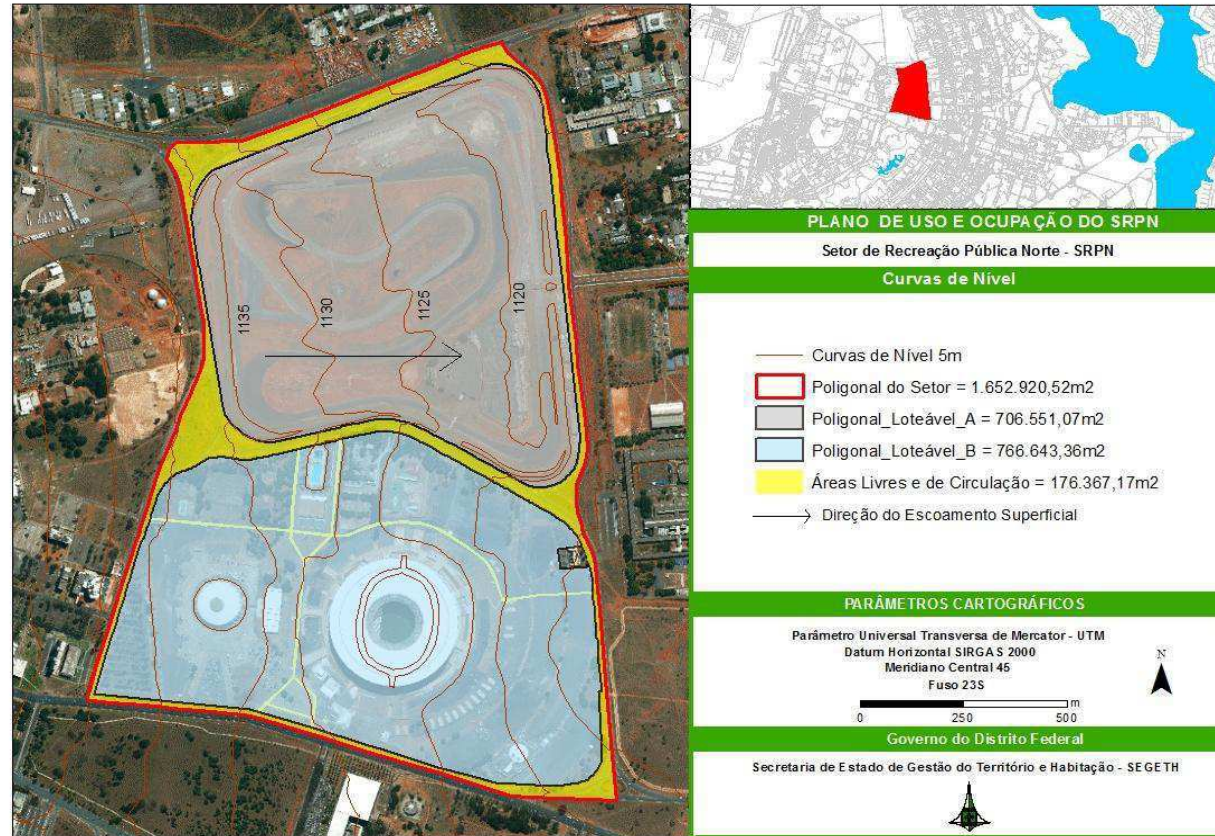 1135
1130
1125
1120
PLANO DE USO E OCUPAÇÃO DO SRPN
Setor de Recreação Pública Norte - SRPN
Curvas de Nível
Curvas de Nível 5m
Poligonal do Setor = 1.652.920,52m2
Poligonal_Loteável_A = 706.551,07m2
Poligonal_Loteável_B = 766.643,36m2
Áreas Livres e de Circulação = 176.367,17m2
Direção do Escoamento Superficial
PARÂMETROS CARTOGRÁFICOS
Parâmetro Universal Transversa de Mercator - UTM
Datum Horizontal SIRGAS 2000
Meridiano Central 45
Fuso 23S
N
m
0 250 500
Governo do Distrito Federal
Secretaria de Estado de Gestão do Território e Habitação - SEGETH